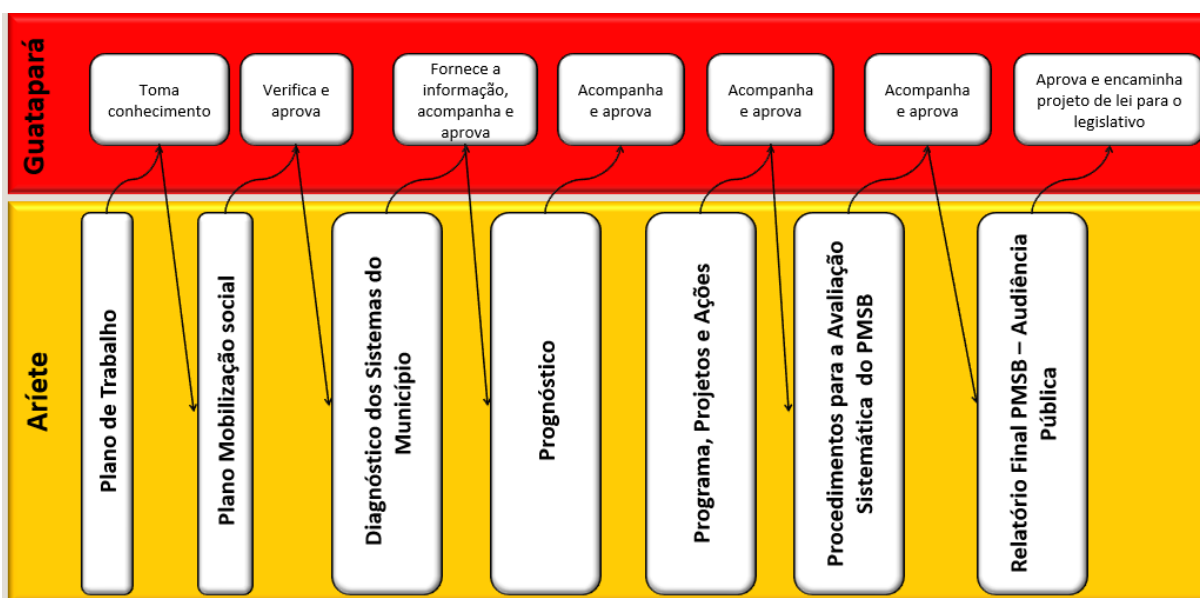 Guatapará
Toma
conhecimento
Verifica e
aprova
Fornece a
informação,
acompanha e
aprova
Acompanha
e aprova
Acompanha
e aprova
Acompanha
e aprova
Aprova e encaminha
projeto de lei para o
legislativo
Aríete
Plano de Trabalho
Plano Mobilização social
Diagnóstico dos Sistemas do
Município
Prognóstico
Programa, Projetos e Ações
Procedimentos para a Avaliação
Sistemática do PMSB
Relatório Final PMSB – Audiência
Pública